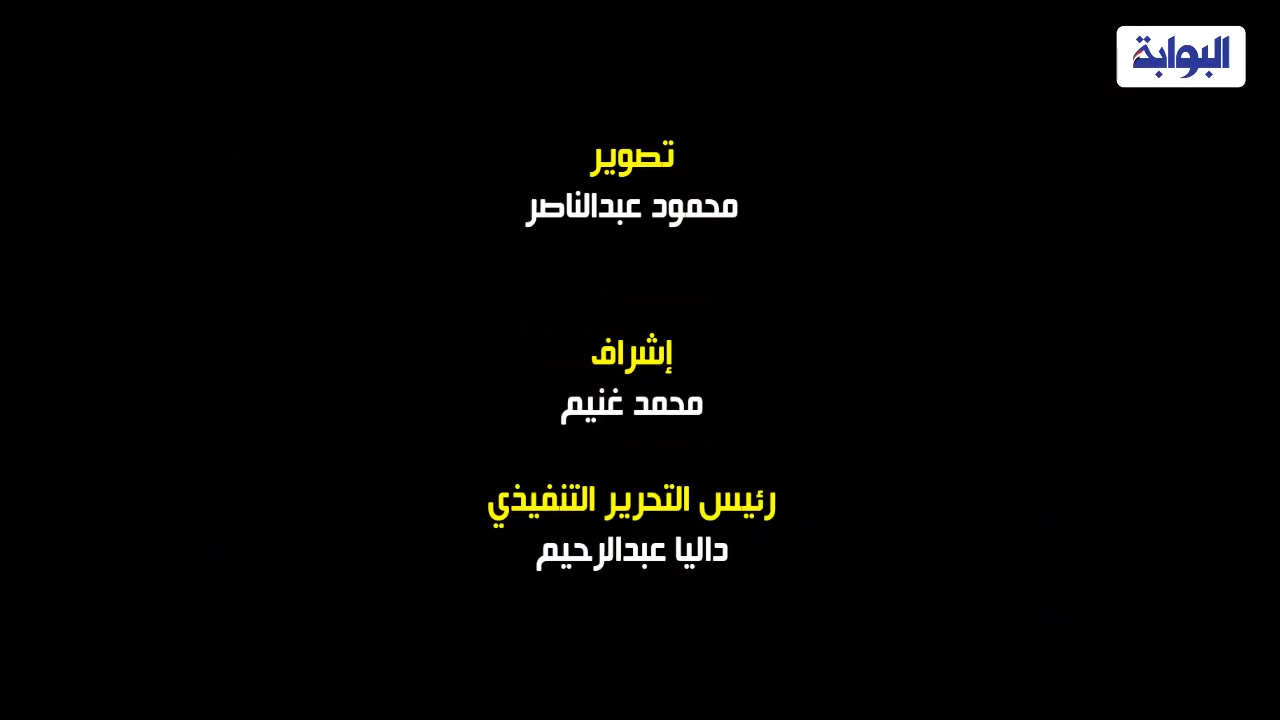 البوابة
تصوير
محمود عبدالناصر
إشراف
محمد غنيم
رئيس التحرير التنفيذي
داليا عبدالرحيم